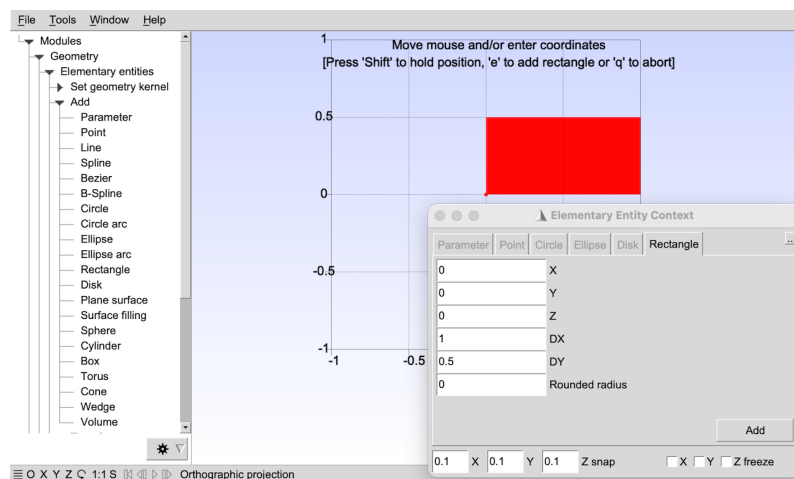 File Tools Window Help
Modules
Geometry
Elementary entities
Set geometry kernel
Add
Parameter
Point
Line
Spline
Bezier
B-Spline
Circle
Circle arc
Ellipse
Ellipse arc
Rectangle
Disk
Plane surface
Surface filling
Sphere
Cylinder
Box
Torus
Cone
Wedge
Volume
Move mouse and/or enter coordinates
[Press 'Shift' to hold position, 'e' to add rectangle or 'q' to abort]
1
0.5
0
-0.5
-1
-1 -0.5
Elementary Entity Context
Parameter Point Circle Ellipse Disk Rectangle ...
0 X
0 Y
0 Z
1 DX
0.5 DY
0 Rounded radius
Add
0.1 X 0.1 Y 0.1 Z snap X Y Z freeze
O X Y Z 1:1 S Orthographic projection